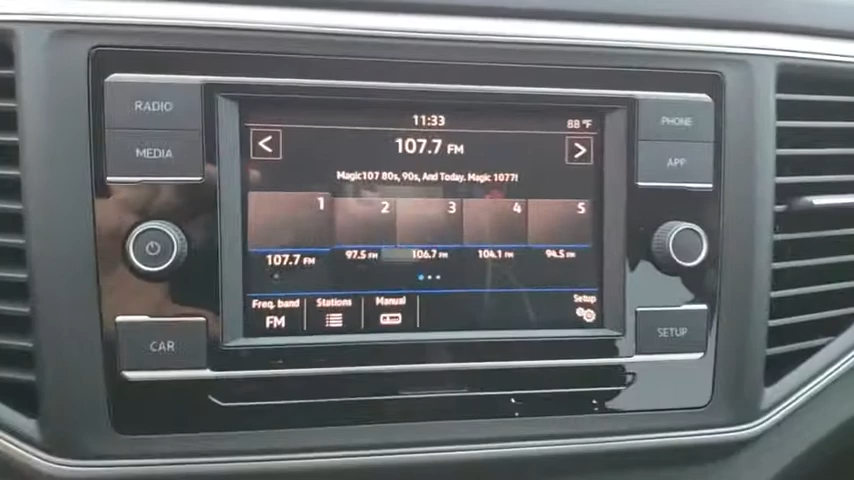 RADIO
MEDIA
CAR
11:33
88°F
<
107.7 FM
>
Magic107 80s, 90s, And Today. Magic 1077!
1
2
3
4
5
107.7 FM
97.5 FM
106.7 FM
104.1 FM
94.5 FM
Freq. band
FM
Stations
Manual
Setup
PHONE
APP
SETUP